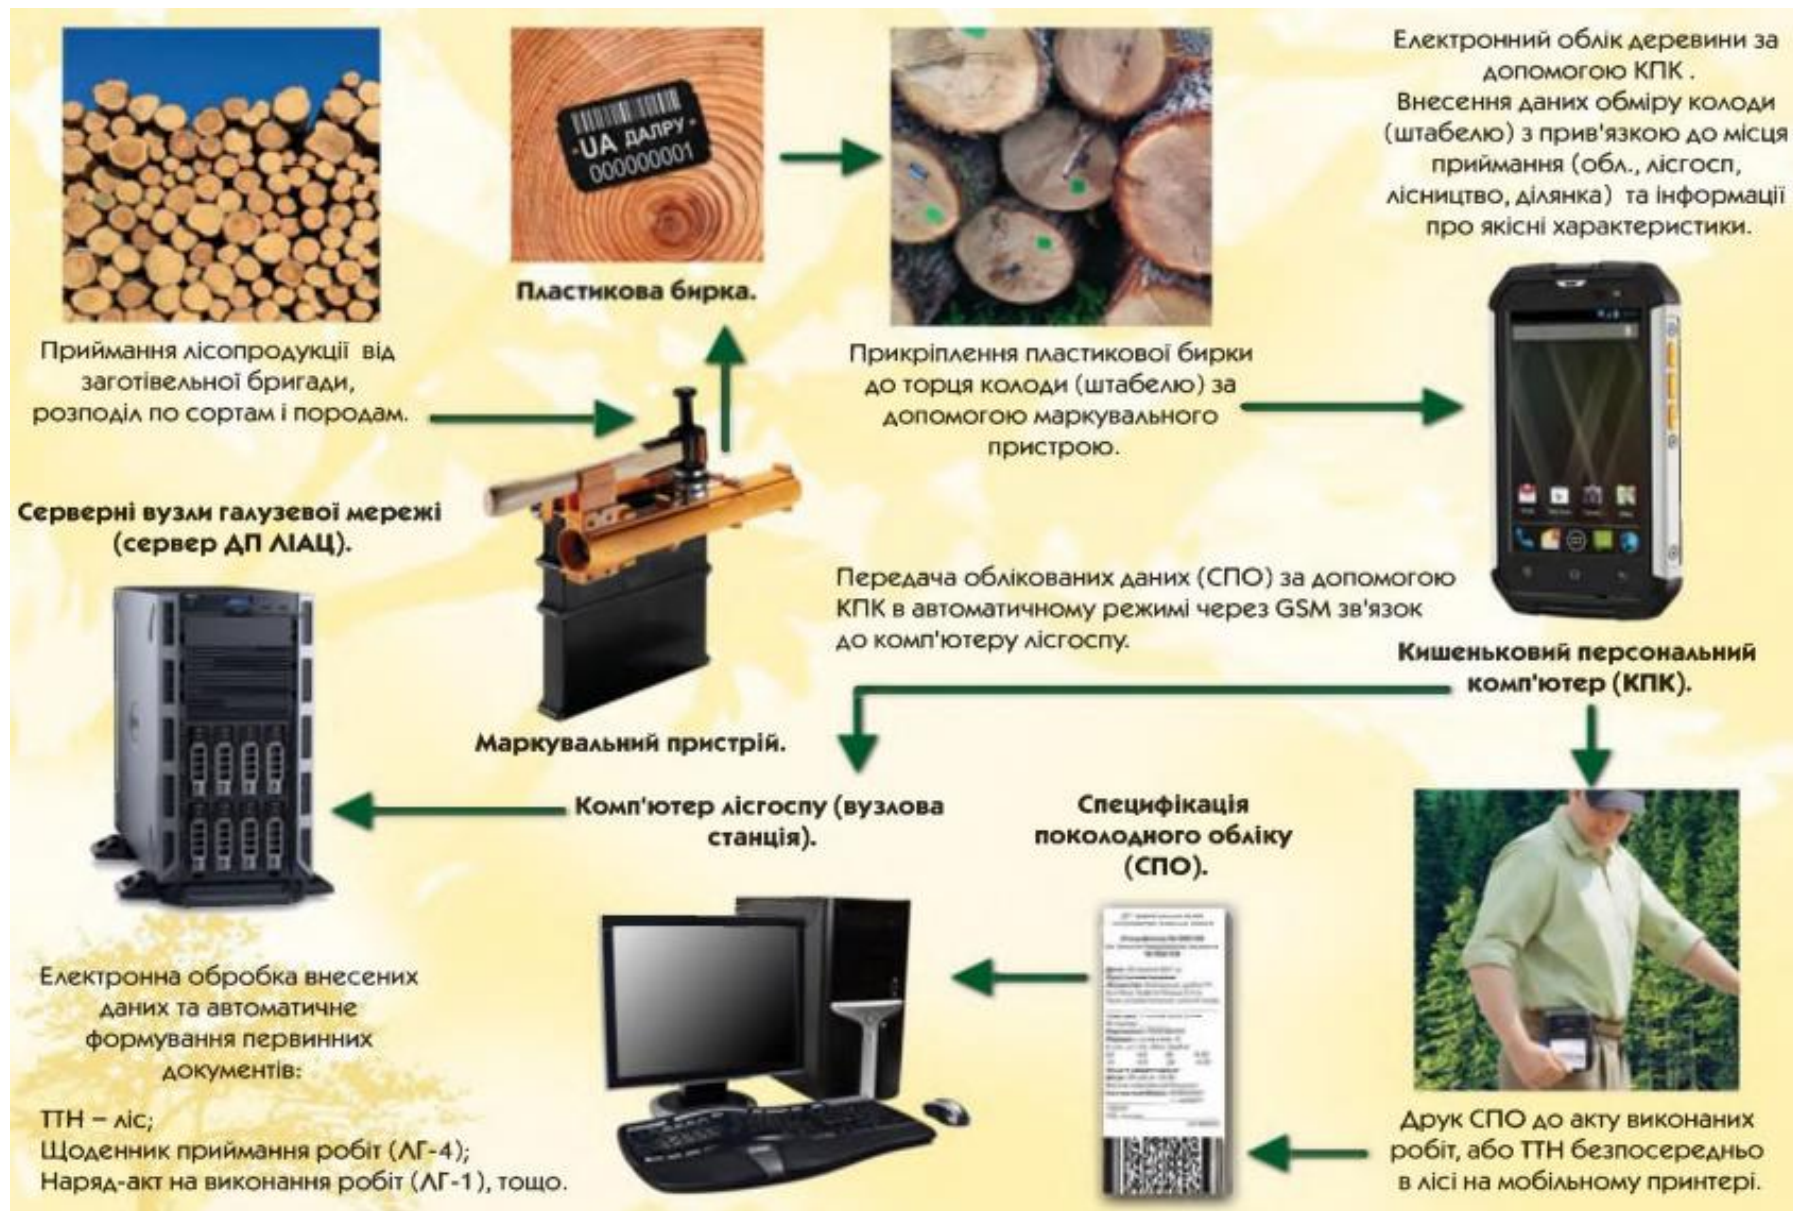 Приймання лісопродукції від
заготівельної бригади,
розподіл по сортам і породам.
UA ДАЛРУ
000000001
Пластикова бирка.
Прикріплення пластикової бирки
до торця колоди (штабелю) за
допомогою маркувального
пристрою.
Електронний облік деревини за
допомогою КПК .
Внесення даних обміру колоди
(штабелю) з прив'язкою до місця
приймання (обл., лісгосп,
лісництво, ділянка) та інформації
про якісні характеристики.
Серверні вузли галузевої мережі
(сервер ДП ЛІАЦ).
Маркувальний пристрій.
Передача облікованих даних (СПО) за допомогою
КПК в автоматичному режимі через GSM зв'язок
до комп'ютеру лісгоспу.
Кишеньковий персональний
комп'ютер (КПК).
Комп'ютер лісгоспу (вузлова
станція).
Специфікація
поколодного обліку
(СПО).
Електронна обробка внесених
даних та автоматичне
формування первинних
документів:
ТТН – ліс;
Щоденник приймання робіт (ЛГ-4);
Наряд-акт на виконання робіт (ЛГ-1), тощо.
Друк СПО до акту виконаних
робіт, або ТТН безпосередньо
в лісі на мобільному принтері.